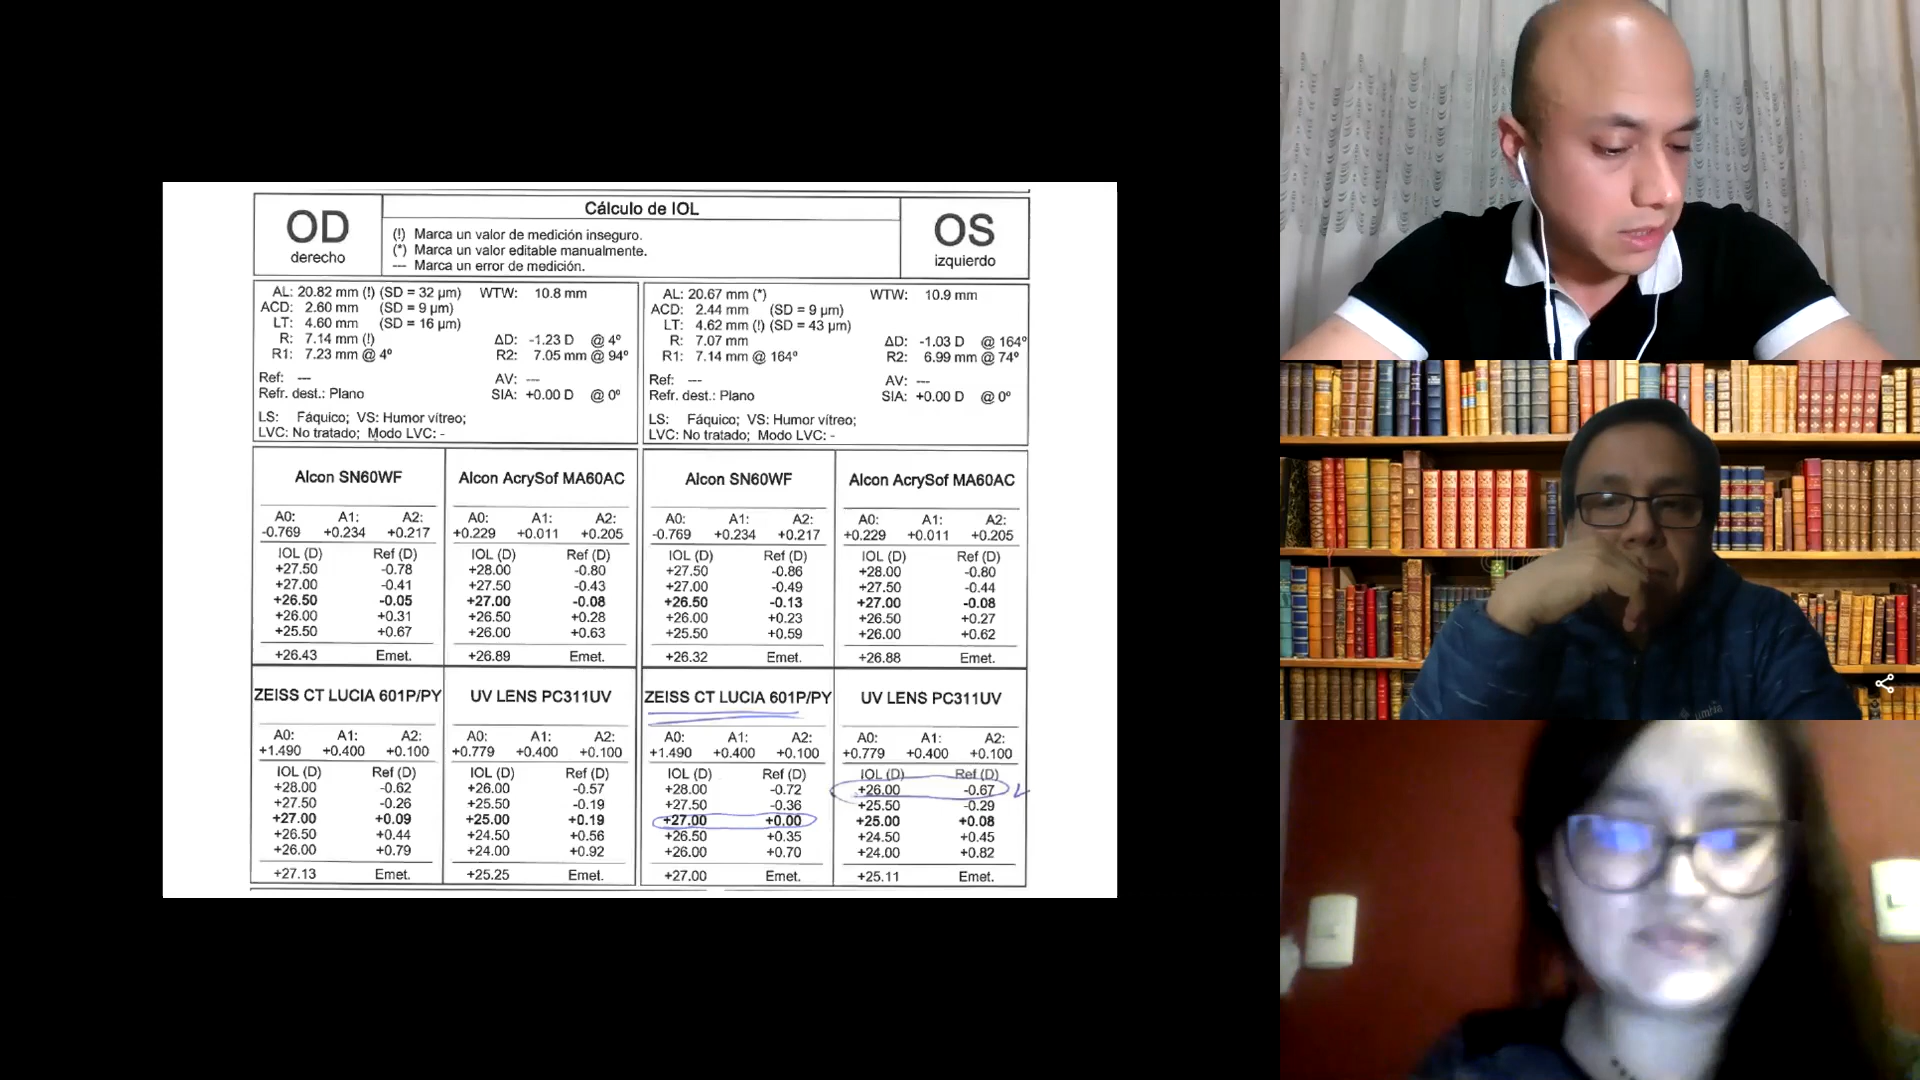 OD
derecho
Cálculo de IOL
(!) Marca un valor de medición inseguro.
(*) Marca un valor editable manualmente.
--- Marca un error de medición.
OS
izquierdo
AL: 20.82 mm (!) (SD = 32 µm) WTW: 10.8 mm
ACD: 2.60 mm (SD = 9 µm)
LT: 4.60 mm (SD = 16 µm)
R: 7.14 mm (!) ΔD: -1.23 D @ 4º
R1: 7.23 mm @ 4º R2: 7.05 mm @ 94º
Ref: --- AV: ---
Refr. dest.: Plano SIA: +0.00 D @ 0º
LS: Fáquico; VS: Humor vítreo;
LVC: No tratado; Modo LVC: -
AL: 20.67 mm (*) WTW: 10.9 mm
ACD: 2.44 mm (SD = 9 µm)
LT: 4.62 mm (!) (SD = 43 µm)
R: 7.07 mm ΔD: -1.03 D @ 164º
R1: 7.14 mm @ 164º R2: 6.99 mm @ 74º
Ref: --- AV: ---
Refr. dest.: Plano SIA: +0.00 D @ 0º
LS: Fáquico; VS: Humor vítreo;
LVC: No tratado; Modo LVC: -
Alcon SN60WF
A0: A1: A2:
-0.769 +0.234 +0.217
IOL (D) Ref (D)
+27.50 -0.78
+27.00 -0.41
+26.50 -0.05
+26.00 +0.31
+25.50 +0.67
+26.43 Emet.
Alcon AcrySof MA60AC
A0: A1: A2:
+0.229 +0.011 +0.205
IOL (D) Ref (D)
+28.00 -0.80
+27.50 -0.43
+27.00 -0.08
+26.50 +0.28
+26.00 +0.63
+26.89 Emet.
Alcon SN60WF
A0: A1: A2:
-0.769 +0.234 +0.217
IOL (D) Ref (D)
+27.50 -0.86
+27.00 -0.49
+26.50 -0.13
+26.00 +0.23
+25.50 +0.59
+26.32 Emet.
Alcon AcrySof MA60AC
A0: A1: A2:
+0.229 +0.011 +0.205
IOL (D) Ref (D)
+28.00 -0.80
+27.50 -0.44
+27.00 -0.08
+26.50 +0.27
+26.00 +0.62
+26.88 Emet.
ZEISS CT LUCIA 601P/PY
A0: A1: A2:
+1.490 +0.400 +0.100
IOL (D) Ref (D)
+28.00 -0.62
+27.50 -0.26
+27.00 +0.09
+26.50 +0.44
+26.00 +0.79
+27.13 Emet.
UV LENS PC311UV
A0: A1: A2:
+0.779 +0.400 +0.100
IOL (D) Ref (D)
+26.00 -0.57
+25.50 -0.19
+25.00 +0.19
+24.50 +0.56
+24.00 +0.92
+25.25 Emet.
ZEISS CT LUCIA 601P/PY
A0: A1: A2:
+1.490 +0.400 +0.100
IOL (D) Ref (D)
+28.00 -0.72
+27.50 -0.36
+27.00 +0.00
+26.50 +0.35
+26.00 +0.70
+27.00 Emet.
UV LENS PC311UV
A0: A1: A2:
+0.779 +0.400 +0.100
IOL (D) Ref (D)
+26.00 -0.67
+25.50 -0.29
+25.00 +0.08
+24.50 +0.45
+24.00 +0.82
+25.11 Emet.